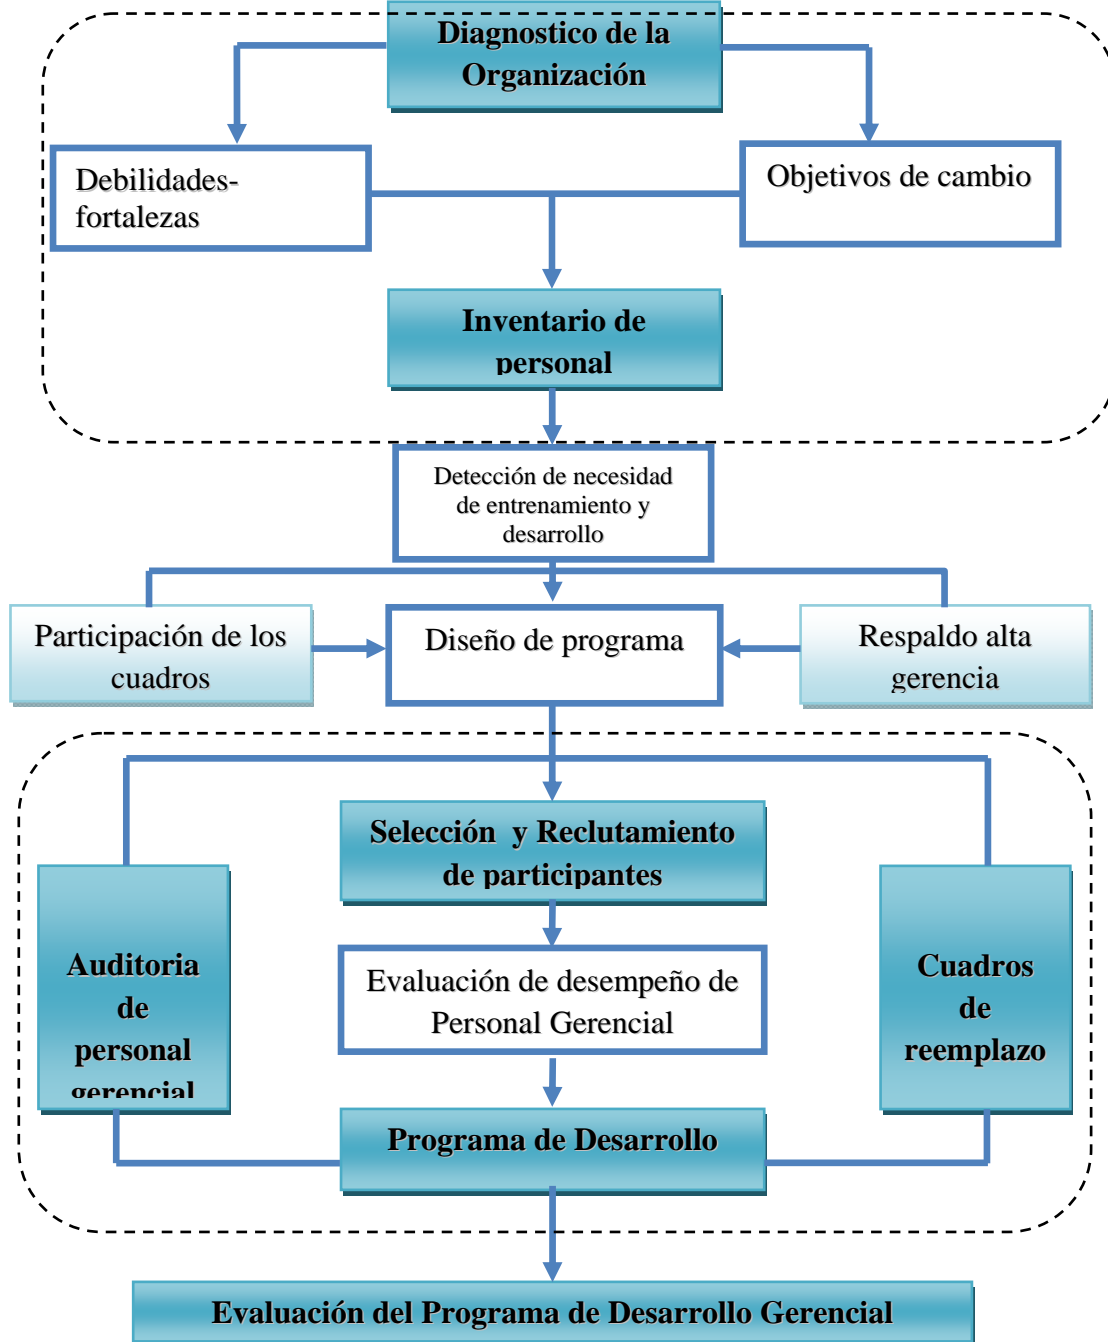 Diagnostico de la
Organización
Debilidades-
fortalezas
Objetivos de cambio
Inventario de
personal
Detección de necesidad
de entrenamiento y
desarrollo
Participación de los
cuadros
Diseño de programa
Respaldo alta
gerencia
Selección  y Reclutamiento
de participantes
Auditoria
de
personal
gerencial
Evaluación de desempeño de
Personal Gerencial
Cuadros
de
reemplazo
Programa de Desarrollo
Evaluación del Programa de Desarrollo Gerencial